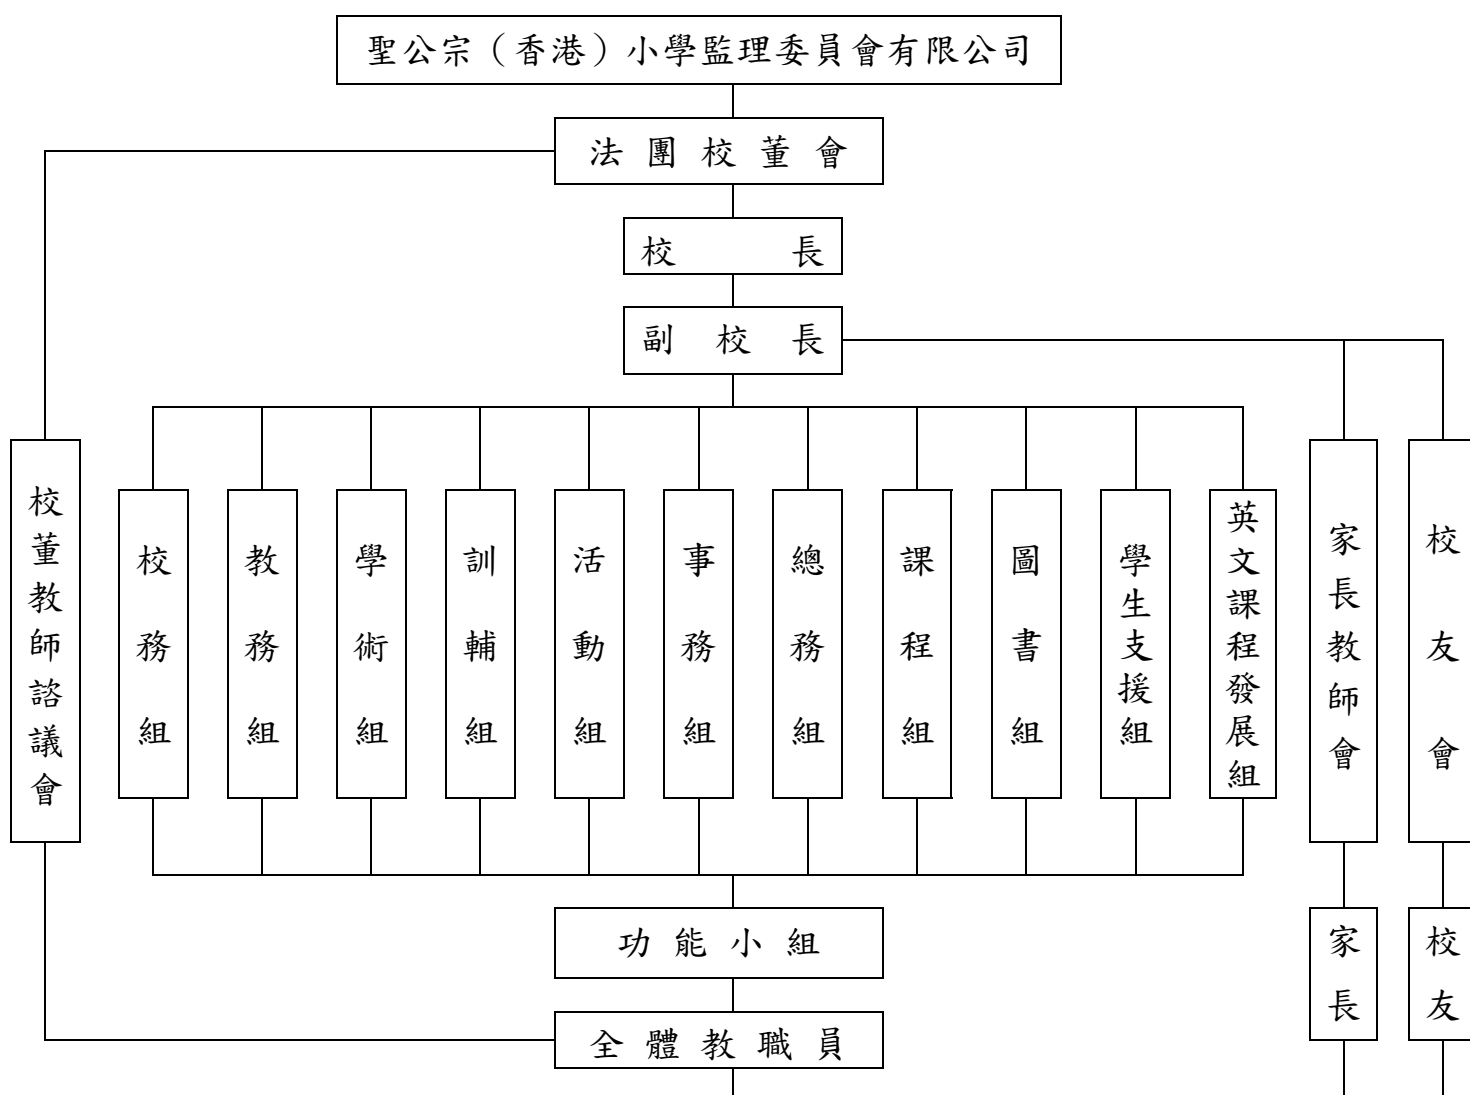 聖公宗（香港）小學監理委員會有限公司
法團校董會
校長
副校長
校董教師諮議會
校務組
教務組
學術組
訓輔組
活動組
事務組
總務組
課程組
圖書組
學生支援組
英文課程發展組
家長教師會
校友會
功能小組
家長
校友
全體教職員